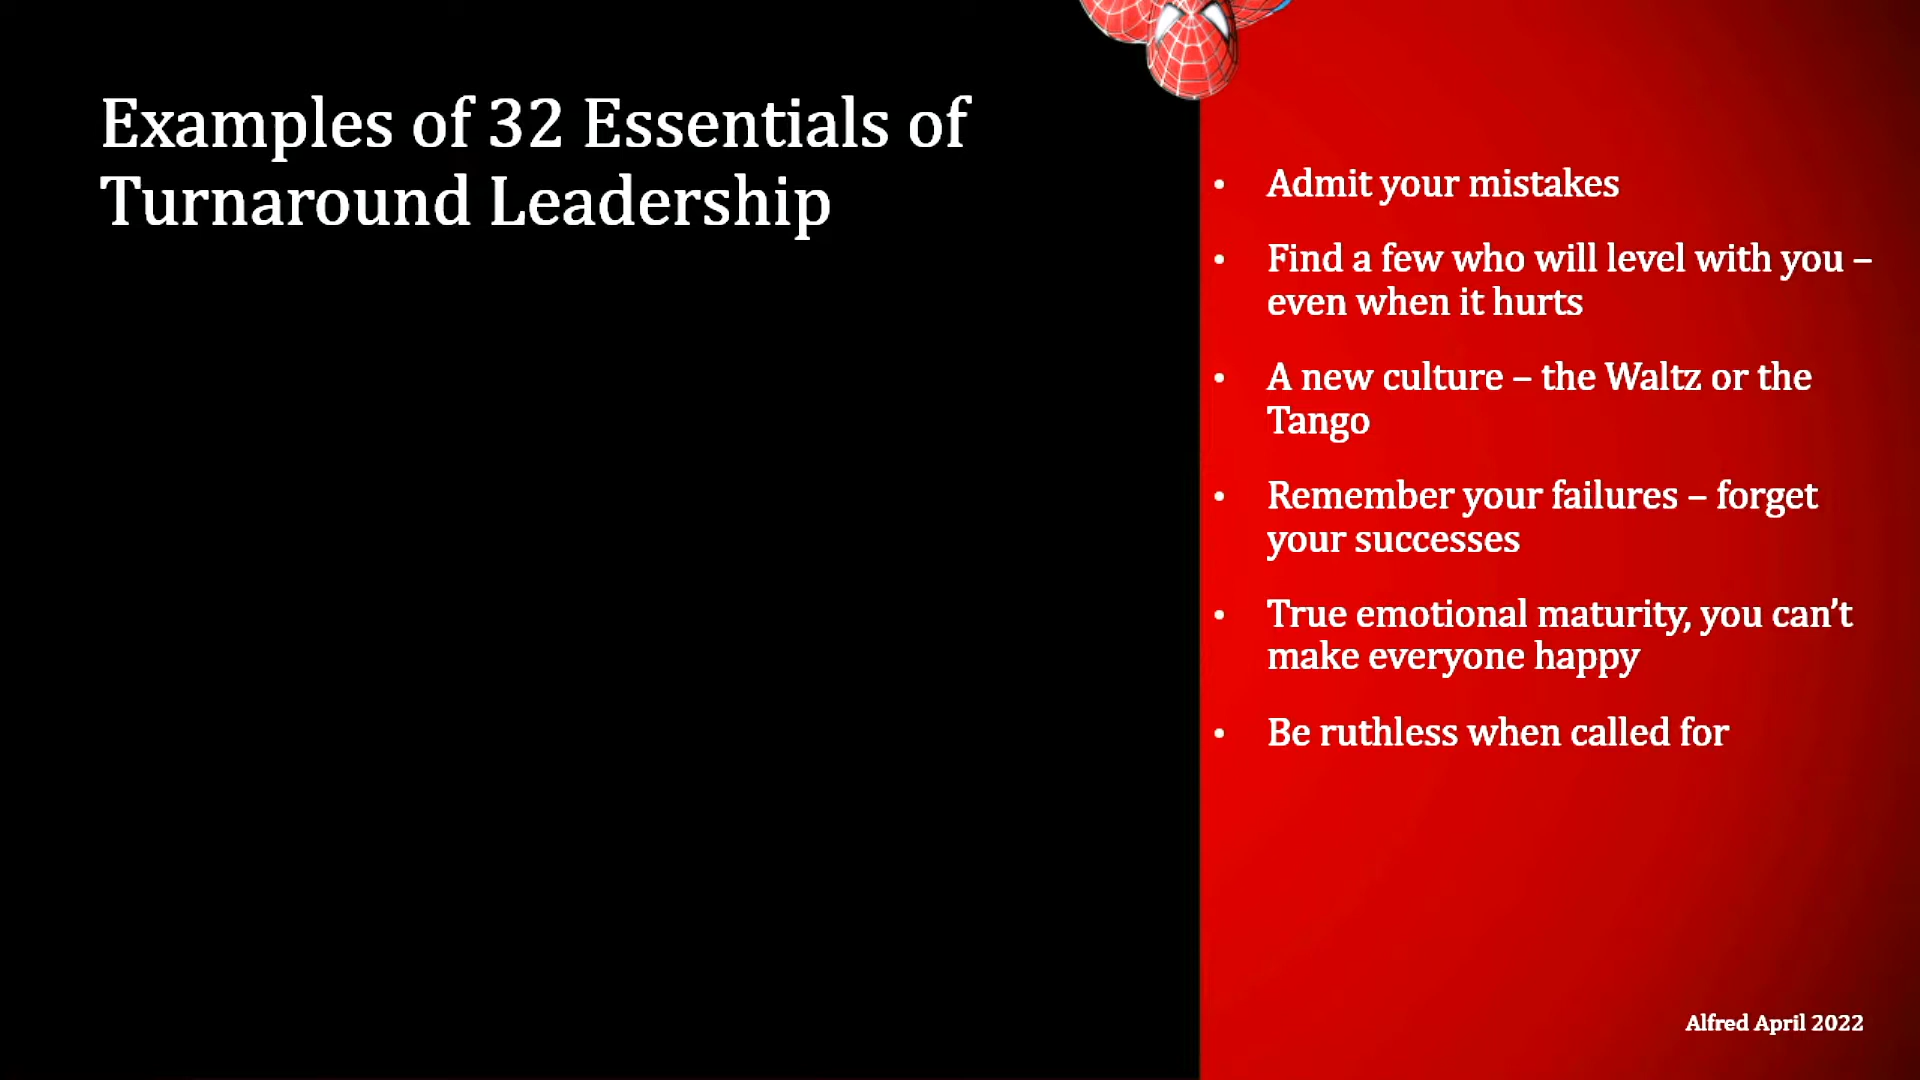 Examples of 32 Essentials of
Turnaround Leadership
• Admit your mistakes
• Find a few who will level with you –
even when it hurts
• A new culture – the Waltz or the
Tango
• Remember your failures – forget
your successes
• True emotional maturity, you can’t
make everyone happy
• Be ruthless when called for
Alfred April 2022